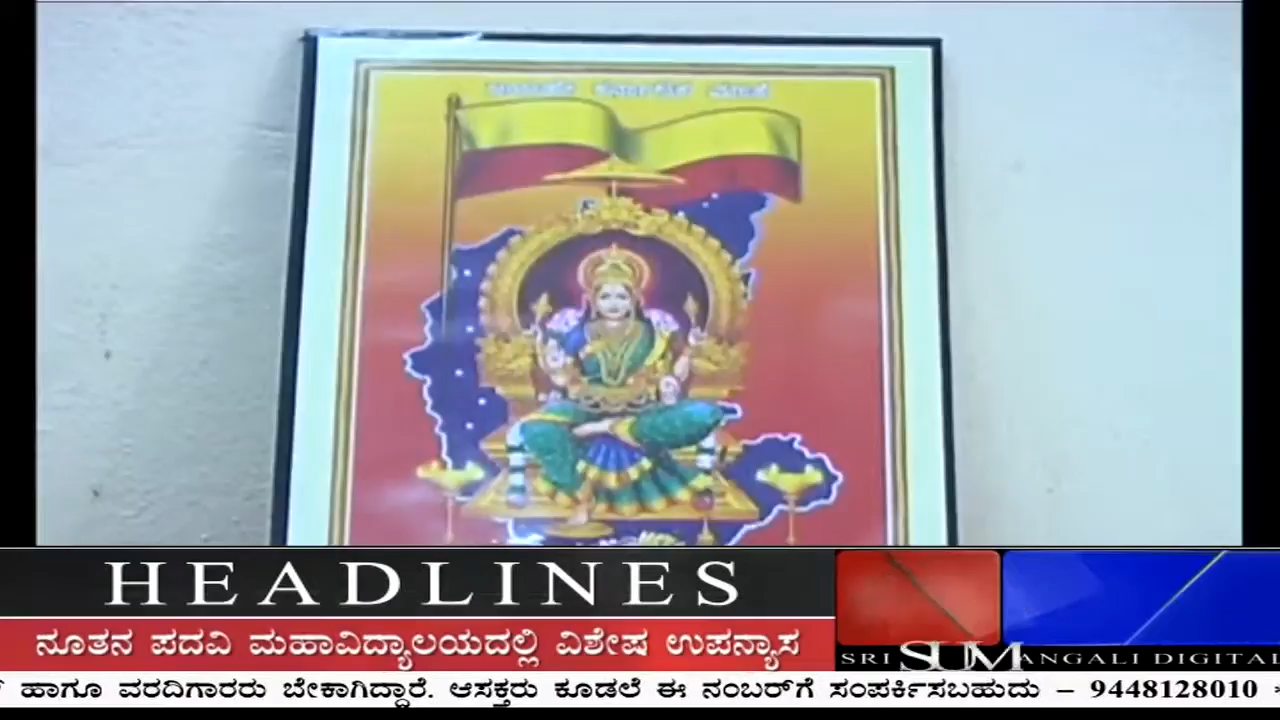 HEADLINES
ನೂತನ ಪದವಿ ಮಹಾವಿದ್ಯಾಲಯದಲ್ಲಿ ವಿಶೇಷ ಉಪನ್ಯಾಸ
SRI SUMANGALI DIGITAL
ಹಾಗೂ ವರದಿಗಾರರು ಬೇಕಾಗಿದ್ದಾರೆ. ಆಸಕ್ತರು ಕೂಡಲೆ ಈ ನಂಬರ್‌ಗೆ ಸಂಪರ್ಕಿಸಬಹುದು – 9448128010 *